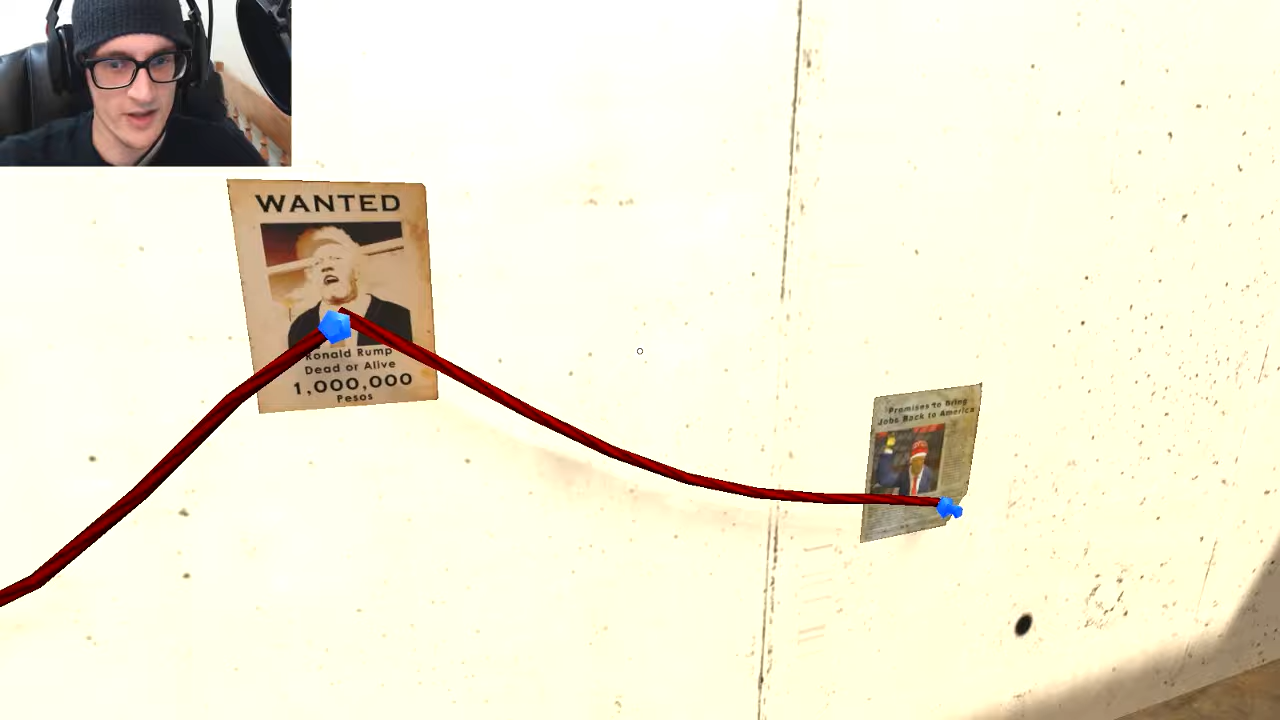 WANTED
Ronald Rump
Dead or Alive
1,000,000
Pesos
Promises to Bring
Jobs Back to America